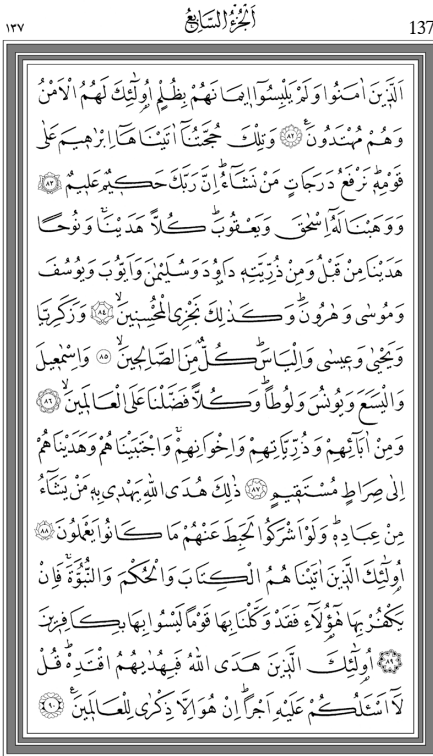 ١٣٧ اَلْجُزْءُ السَّابِعُ 137
اَلَّذ۪ينَ اٰمَنُوا وَلَمْ يَلْبِسُٓوا ا۪يمَانَهُمْ بِظُلْمٍ اُو۬لٰٓئِكَ لَهُمُ الْاَمْنُ
وَهُمْ مُهْتَدُونَ۟ ﴿٨٢﴾ وَتِلْكَ حُجَّتُنَٓا اٰتَيْنَاهَٓا اِبْرٰه۪يمَ عَلٰى
قَوْمِه۪ۜ نَرْفَعُ دَرَجَاتٍ مَنْ نَشَٓاءُۜ اِنَّ رَبَّكَ حَك۪يمٌ عَل۪يمٌ ﴿٨٣﴾
وَوَهَبْنَا لَهُٓ اِسْحٰقَ وَيَعْقُوبَۜ كُلًّا هَدَيْنَاۚ وَنُوحًا
هَدَيْنَا مِنْ قَبْلُ وَمِنْ ذُرِّيَّتِه۪ دَاوُ۫دَ وَسُلَيْمٰنَ وَاَيُّوبَ وَيُوسُفَ
وَمُوسٰى وَهٰرُونَۜ وَكَذٰلِكَ نَجْزِي الْمُحْسِن۪ينَۙ ﴿٨٤﴾ وَزَكَرِيَّا
وَيَحْيٰى وَع۪يسٰى وَاِلْيَاسَۜ كُلٌّ مِنَ الصَّالِح۪ينَۙ ﴿٨٥﴾ وَاِسْمٰع۪يلَ
وَالْيَسَعَ وَيُونُسَ وَلُوطًاۜ وَكُلًّا فَضَّلْنَا عَلَى الْعَالَم۪ينَۙ ﴿٨٦﴾
وَمِنْ اٰبَٓائِهِمْ وَذُرِّيَّاتِهِمْ وَاِخْوَانِهِمْۚ وَاجْتَبَيْنَاهُمْ وَهَدَيْنَاهُمْ
اِلٰى صِرَاطٍ مُسْتَق۪يمٍ ﴿٨٧﴾ ذٰلِكَ هُدَى اللّٰهِ يَهْد۪ي بِه۪ مَنْ يَشَٓاءُ
مِنْ عِبَادِه۪ۜ وَلَوْ اَشْرَكُوا لَحَبِطَ عَنْهُمْ مَا كَانُوا يَعْمَلُونَ ﴿٨٨﴾
اُو۬لٰٓئِكَ الَّذ۪ينَ اٰتَيْنَاهُمُ الْكِتَابَ وَالْحُكْمَ وَالنُّبُوَّةَۚ فَاِنْ
يَكْفُرْ بِهَا هٰٓؤُ۬لَٓاءِ فَقَدْ وَكَّلْنَا بِهَا قَوْمًا لَيْسُوا بِهَا بِكَافِر۪ينَ
﴿٨٩﴾ اُو۬لٰٓئِكَ الَّذ۪ينَ هَدَى اللّٰهُ فَبِهُدٰيهُمُ اقْتَدِهْۜ قُلْ
لَٓا اَسْـَٔلُكُمْ عَلَيْهِ اَجْرًاۜ اِنْ هُوَ اِلَّا ذِكْرٰى لِلْعَالَم۪ينَ۟ ﴿٩٠﴾